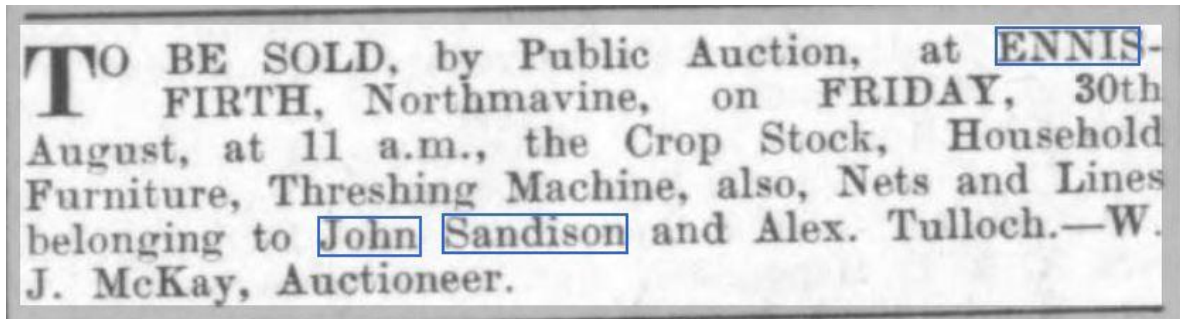 TO BE SOLD, by Public Auction, at ENNIS-
FIRTH, Northmavine, on FRIDAY, 30th
August, at 11 a.m., the Crop Stock, Household
Furniture, Threshing Machine, also, Nets and Lines
belonging to John Sandison and Alex. Tulloch.—W.
J. McKay, Auctioneer.